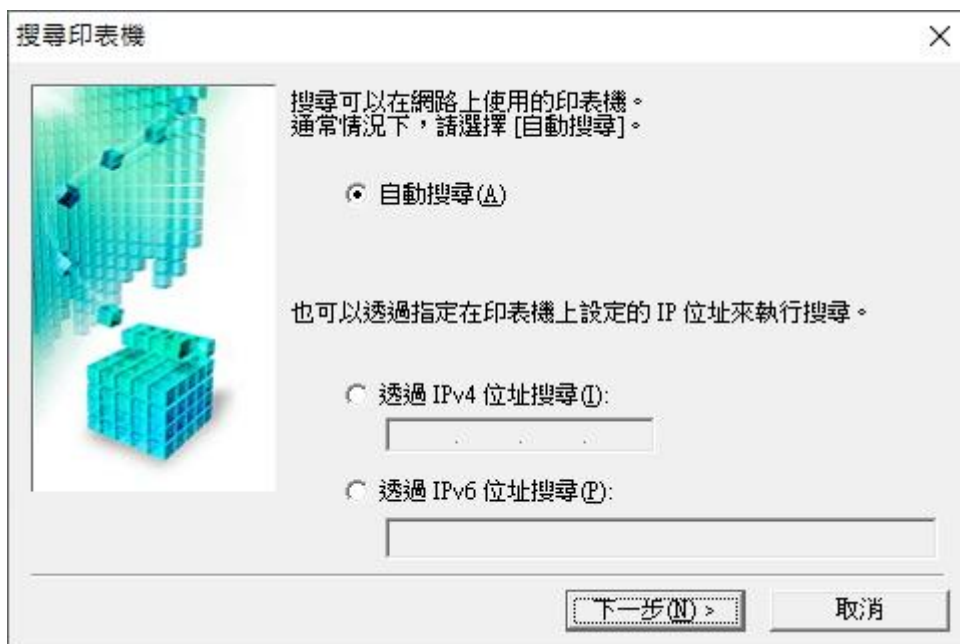 搜尋印表機
搜尋可以在網路上使用的印表機。
通常情況下，請選擇 [自動搜尋]。
自動搜尋(A)
也可以透過指定在印表機上設定的 IP 位址來執行搜尋。
透過 IPv4 位址搜尋(I):
. . .
透過 IPv6 位址搜尋(P):
下一步(N) >
取消